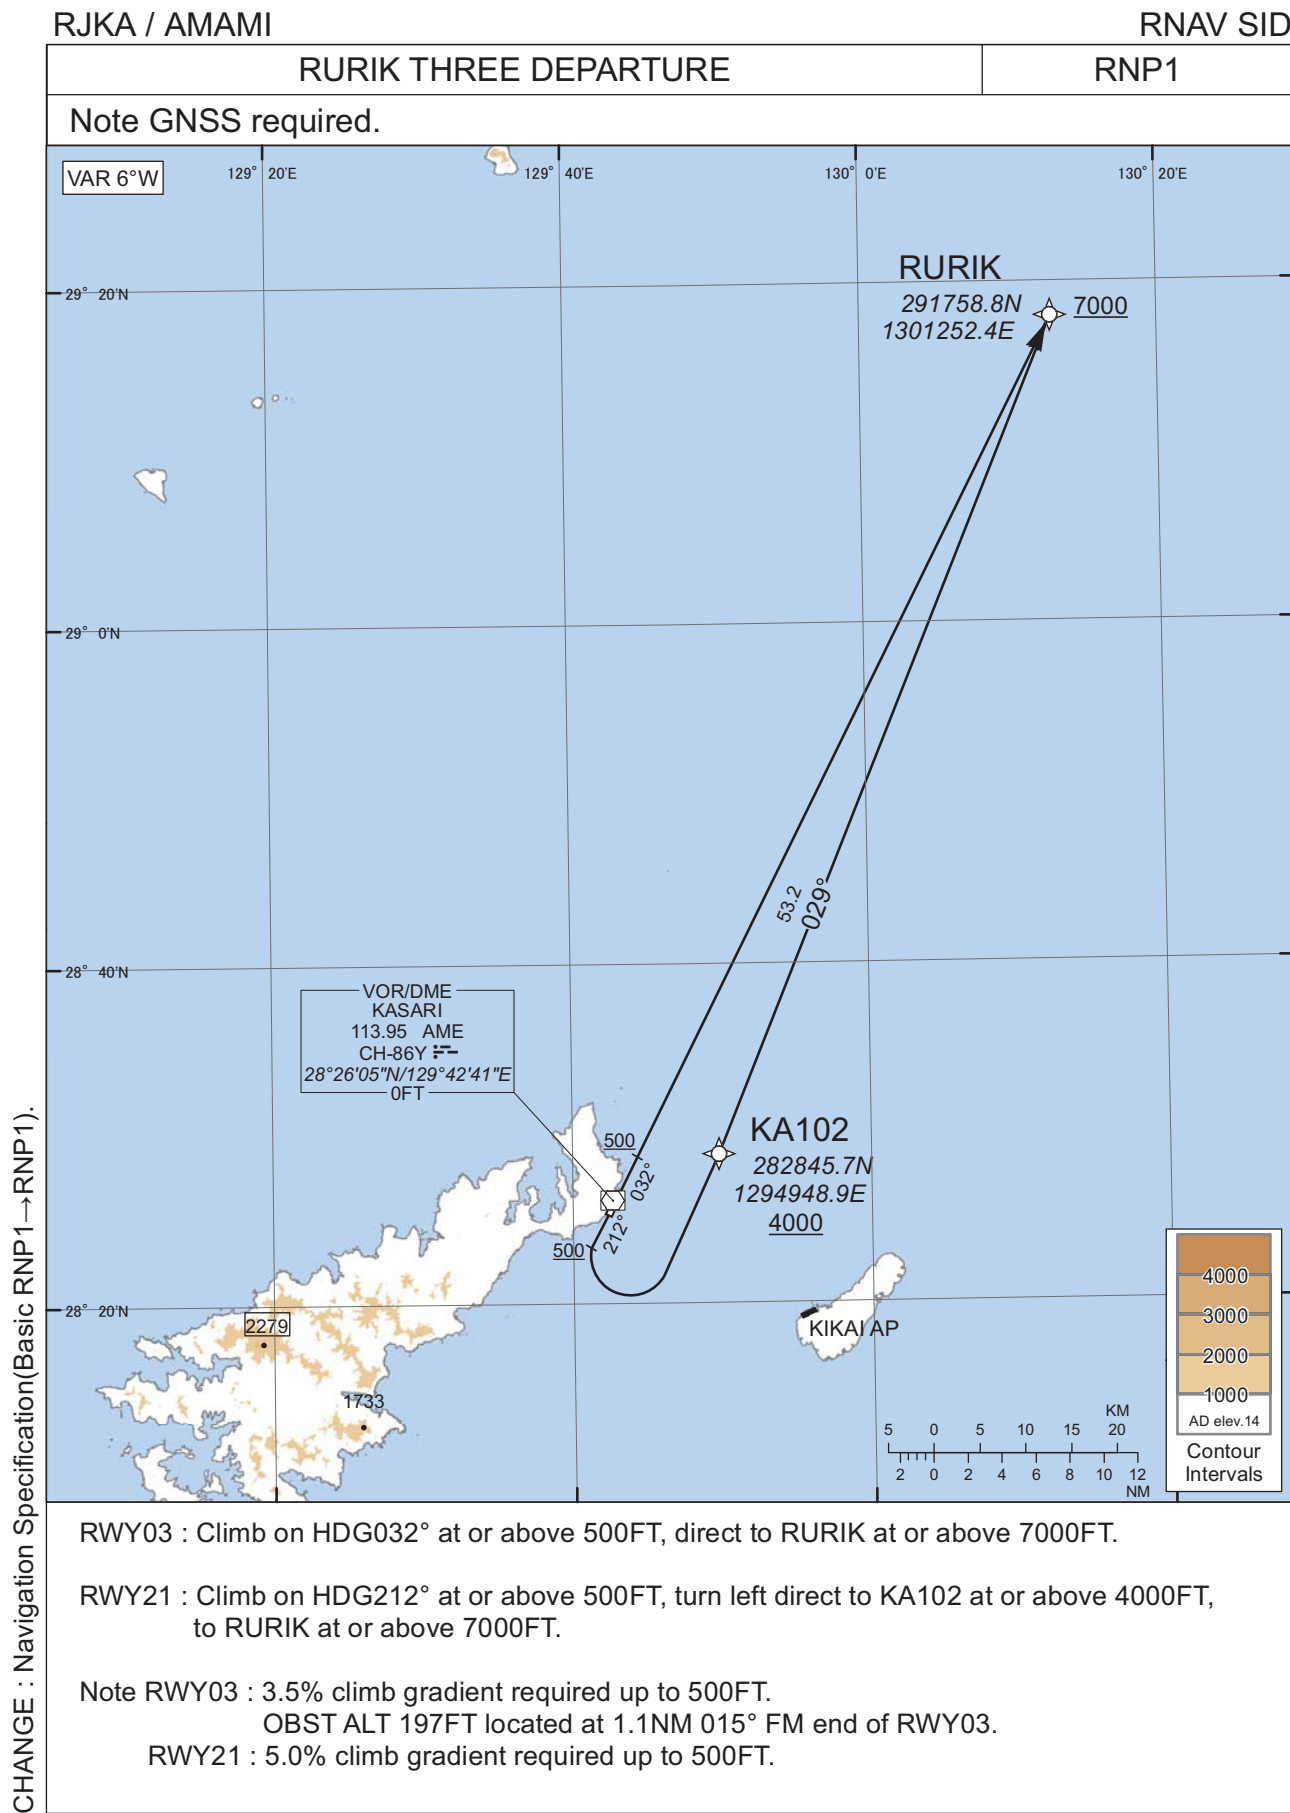 RJKA / AMAMI
RNAV SID
RURIK THREE DEPARTURE
RNP1
Note GNSS required.
VAR 6°W
129° 20'E
129° 40'E
130° 0'E
130° 20'E
RURIK
291758.8N
1301252.4E
7000
29° 20'N
29° 0'N
53.2
029°
28° 40'N
VOR/DME
KASARI
113.95 AME
CH-86Y
28°26'05"N/129°42'41"E
0FT
500
032°
KA102
282845.7N
1294948.9E
4000
212°
500
28° 20'N
2279
1733
KIKAI AP
KM
5 0 5 10 15 20
2 0 2 4 6 8 10 12
NM
4000
3000
2000
1000
AD elev.14
Contour
Intervals
RWY03 : Climb on HDG032° at or above 500FT, direct to RURIK at or above 7000FT.
RWY21 : Climb on HDG212° at or above 500FT, turn left direct to KA102 at or above 4000FT,
to RURIK at or above 7000FT.
Note RWY03 : 3.5% climb gradient required up to 500FT.
OBST ALT 197FT located at 1.1NM 015° FM end of RWY03.
RWY21 : 5.0% climb gradient required up to 500FT.
CHANGE : Navigation Specification(Basic RNP1→RNP1).